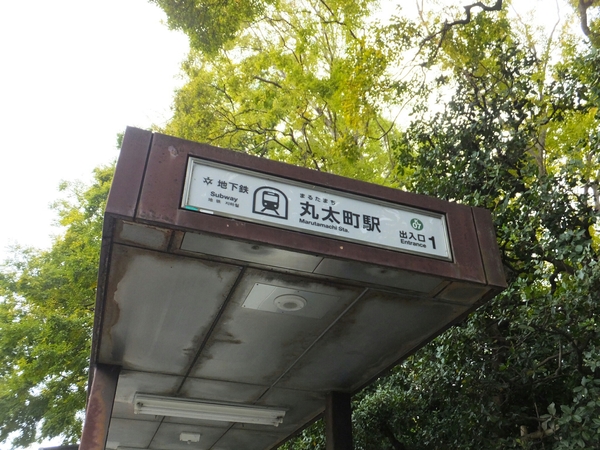 地下鉄
Subway
まるたまち
丸太町駅
Marutamachi Sta.
K07
出入口
Entrance
1